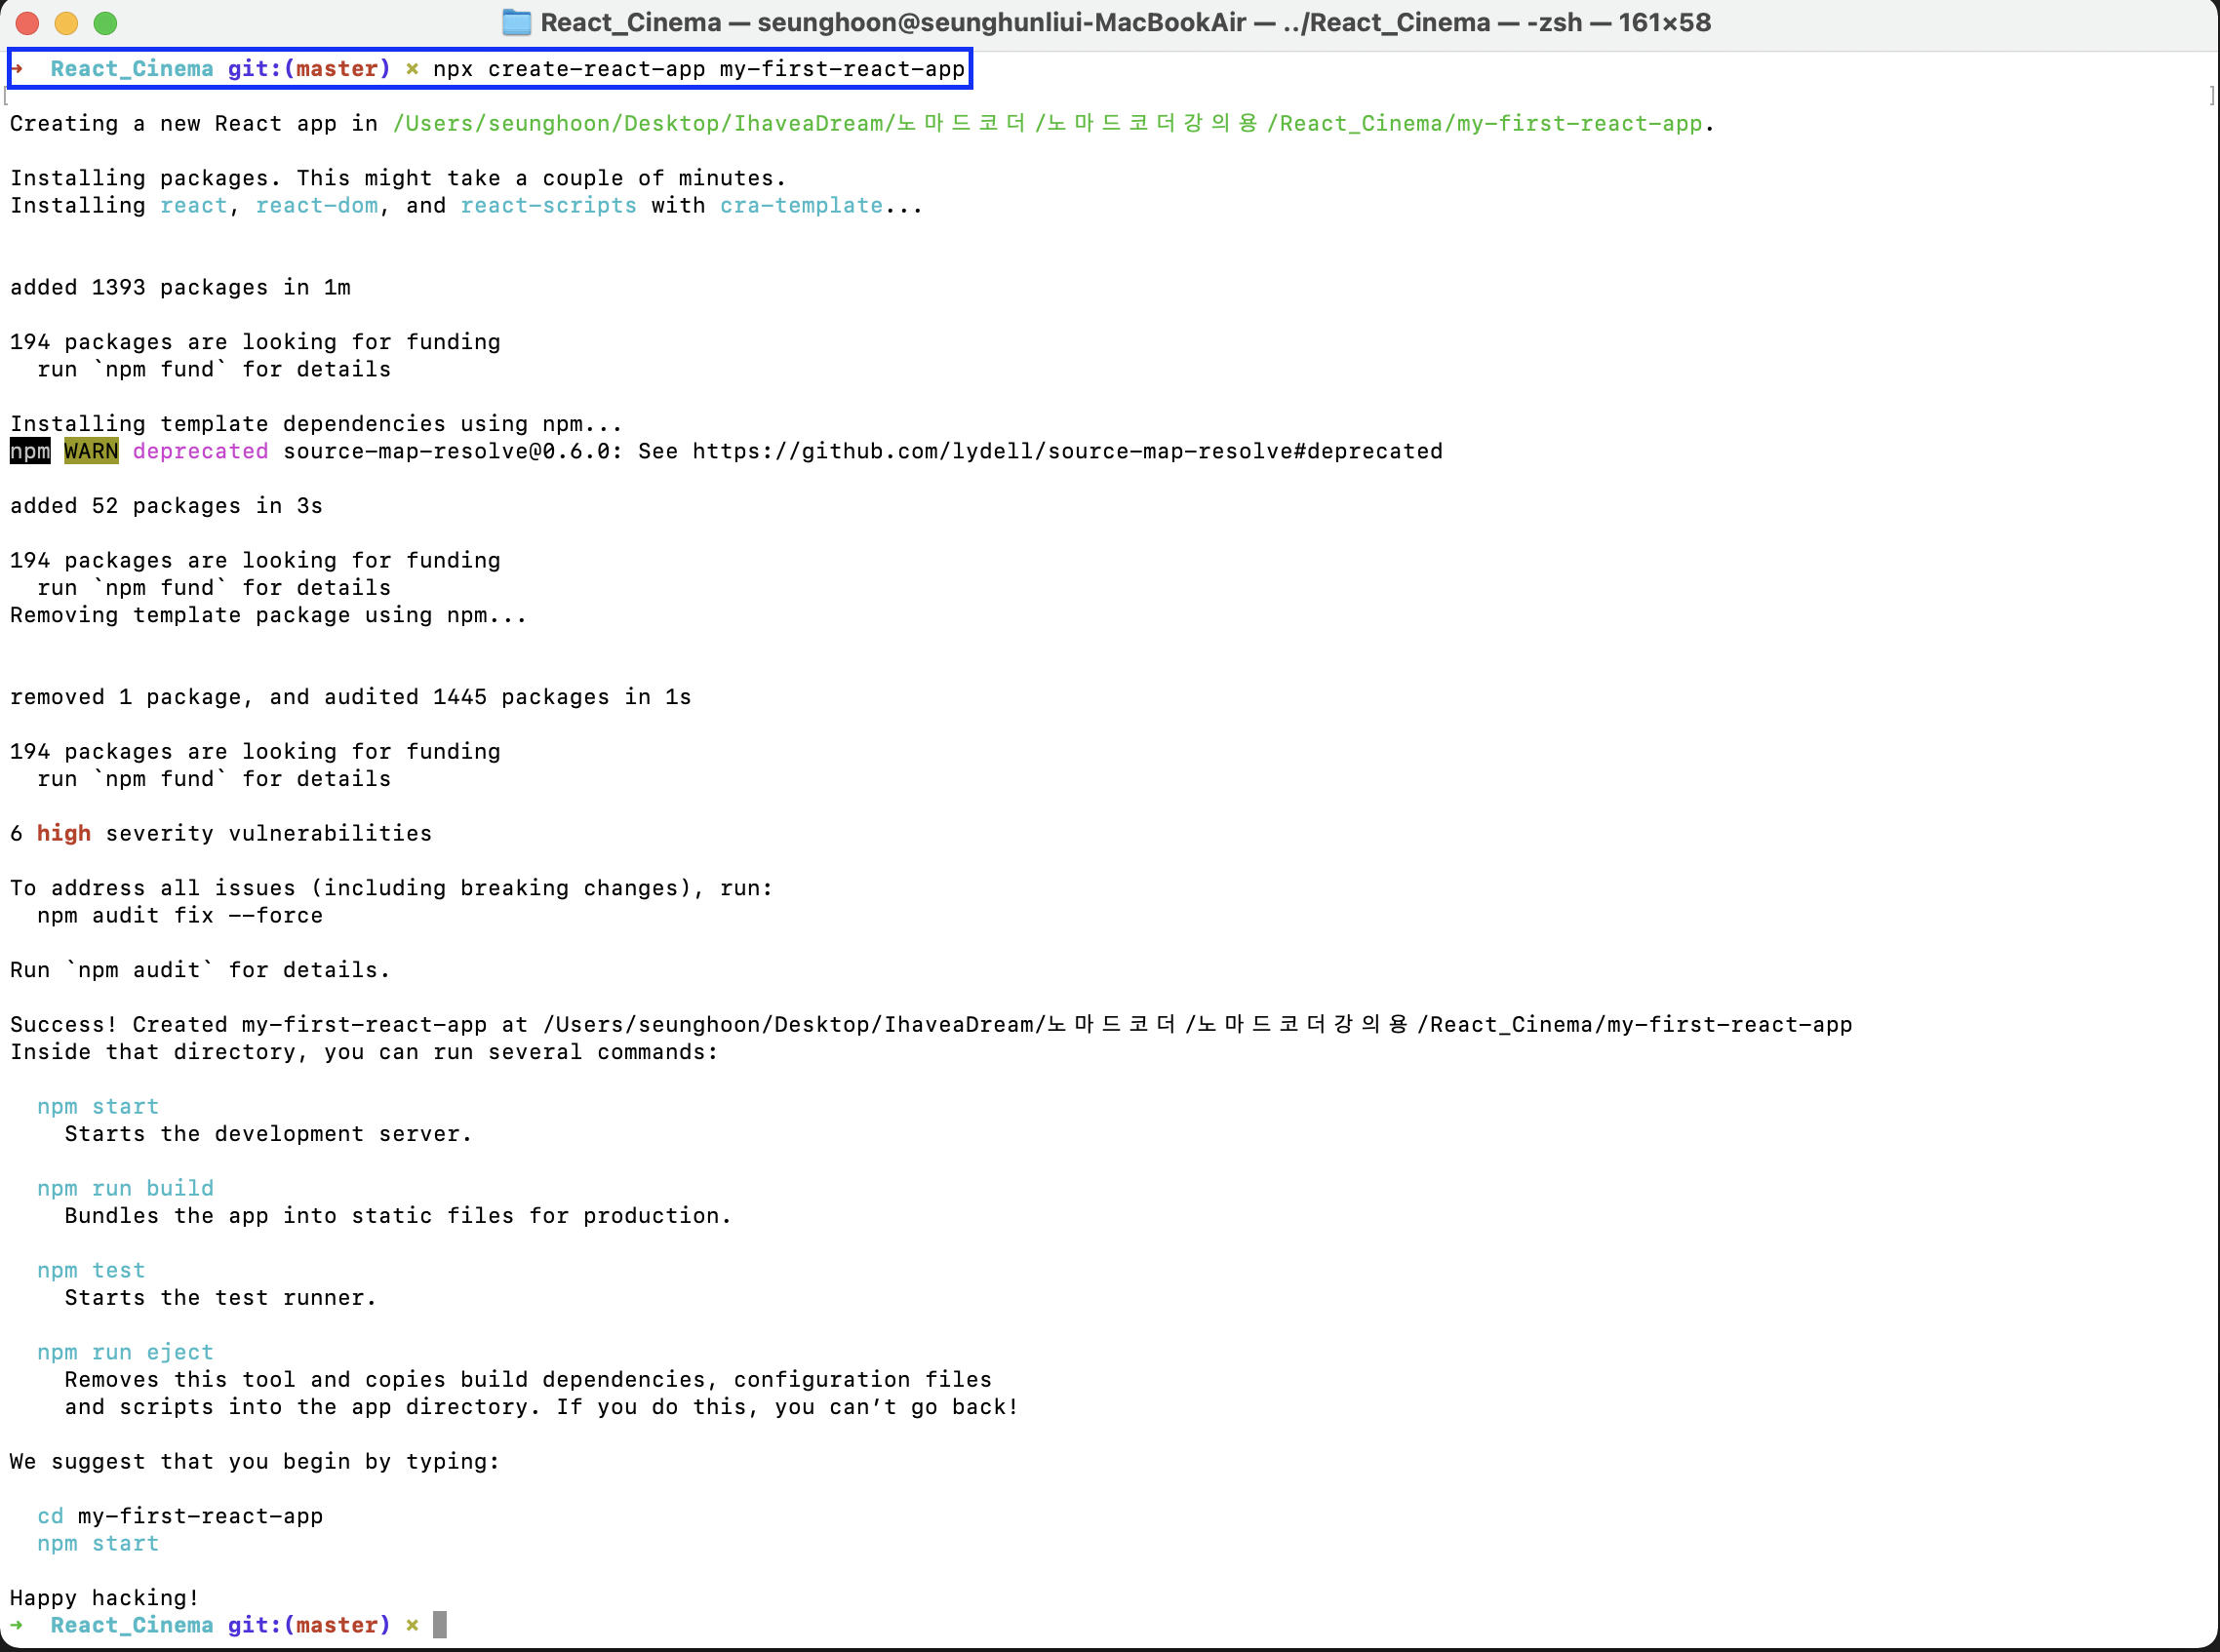 React_Cinema — seunghoon@seunghunliui-MacBookAir — ../React_Cinema — -zsh — 161×58
➜  React_Cinema git:(master) ✗ npx create-react-app my-first-react-app
Creating a new React app in /Users/seunghoon/Desktop/IhaveaDream/노마드코더/노마드코더강의용/React_Cinema/my-first-react-app.
Installing packages. This might take a couple of minutes.
Installing react, react-dom, and react-scripts with cra-template...
added 1393 packages in 1m
194 packages are looking for funding
  run `npm fund` for details
Installing template dependencies using npm...
npm WARN deprecated source-map-resolve@0.6.0: See https://github.com/lydell/source-map-resolve#deprecated
added 52 packages in 3s
194 packages are looking for funding
  run `npm fund` for details
Removing template package using npm...
removed 1 package, and audited 1445 packages in 1s
194 packages are looking for funding
  run `npm fund` for details
6 high severity vulnerabilities
To address all issues (including breaking changes), run:
  npm audit fix --force
Run `npm audit` for details.
Success! Created my-first-react-app at /Users/seunghoon/Desktop/IhaveaDream/노마드코더/노마드코더강의용/React_Cinema/my-first-react-app
Inside that directory, you can run several commands:
  npm start
    Starts the development server.
  npm run build
    Bundles the app into static files for production.
  npm test
    Starts the test runner.
  npm run eject
    Removes this tool and copies build dependencies, configuration files
    and scripts into the app directory. If you do this, you can’t go back!
We suggest that you begin by typing:
  cd my-first-react-app
  npm start
Happy hacking!
➜  React_Cinema git:(master) ✗